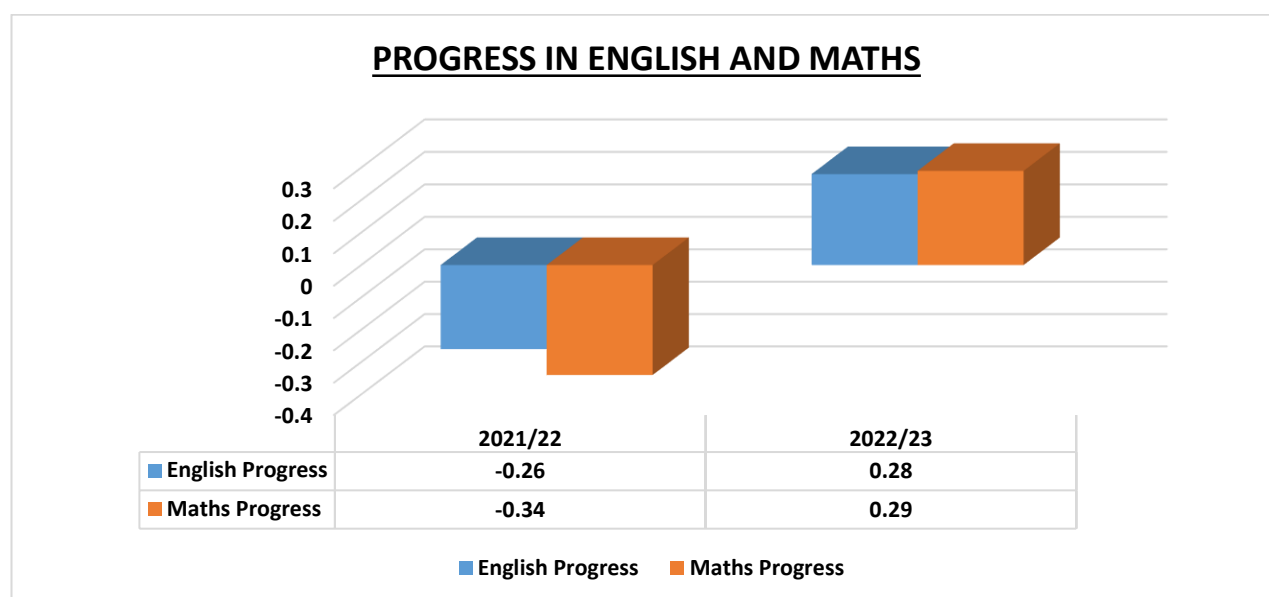 PROGRESS IN ENGLISH AND MATHS
0.3
0.2
0.1
0
-0.1
-0.2
-0.3
-0.4
2021/22 2022/23
English Progress -0.26 0.28
Maths Progress -0.34 0.29
English Progress Maths Progress